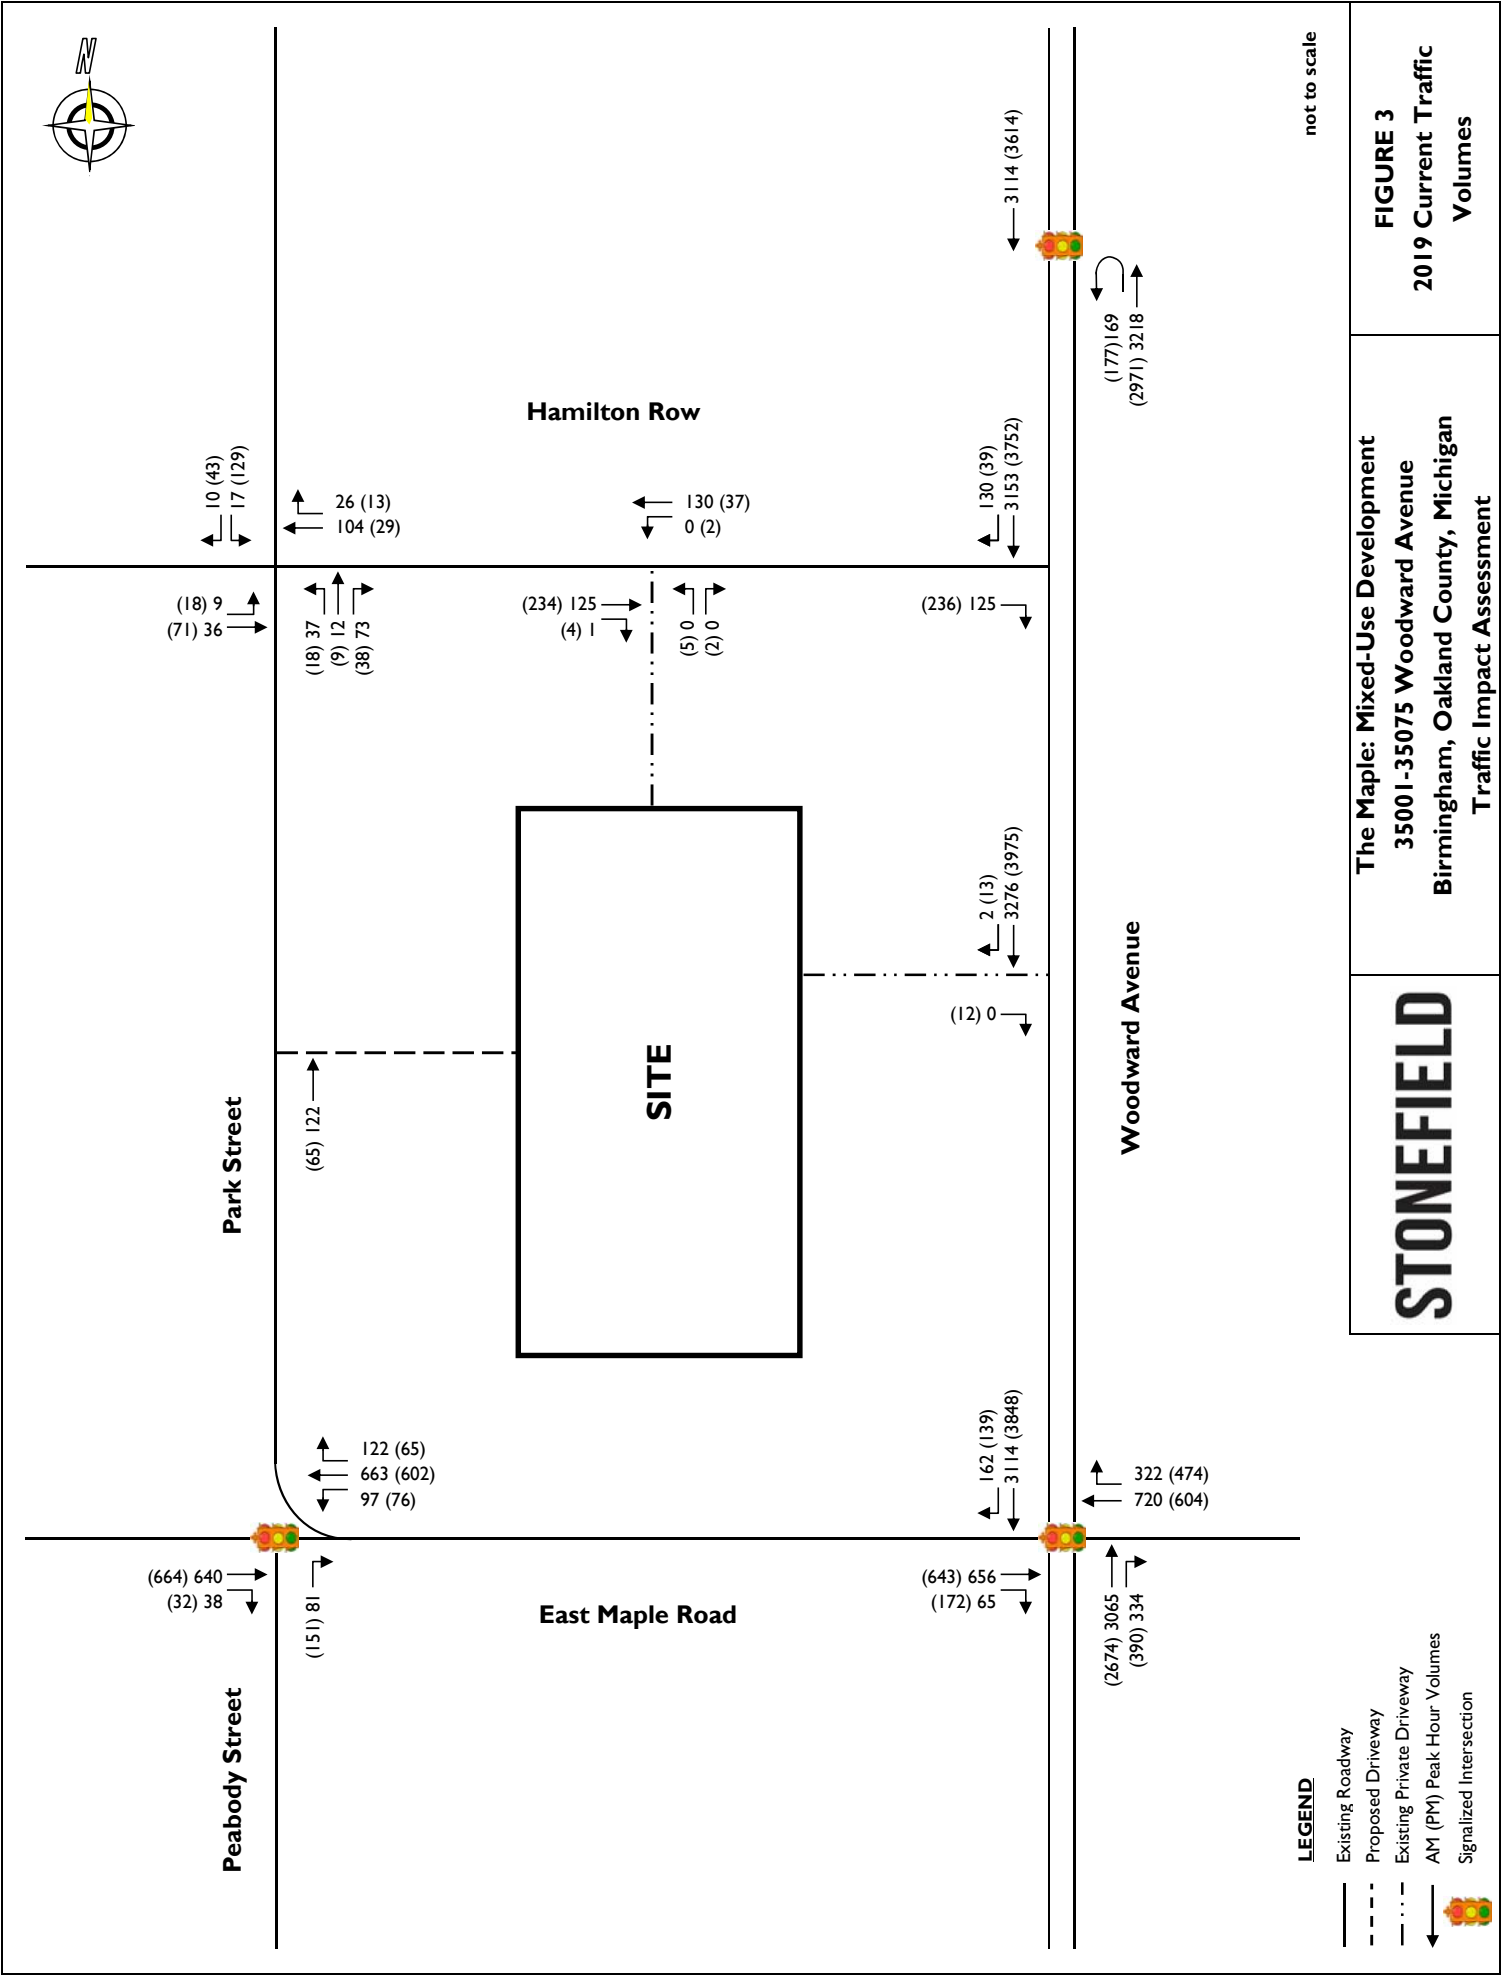 N
not to scale
3114 (3614)
(177)169
(2971) 3218
Hamilton Row
10 (43)
17 (129)
26 (13)
104 (29)
130 (37)
0 (2)
130 (39)
3153 (3752)
(18) 9
(71) 36
(18) 37
(9) 12
(38) 73
(234) 125
(4) 1
(5) 0
(2) 0
(236) 125
2 (13)
3276 (3975)
(12) 0
(65) 122
SITE
Park Street
Woodward Avenue
122 (65)
663 (602)
97 (76)
162 (139)
3114 (3848)
322 (474)
720 (604)
(664) 640
(32) 38
(151) 81
East Maple Road
(643) 656
(172) 65
(2674) 3065
(390) 334
Peabody Street
LEGEND
Existing Roadway
Proposed Driveway
Existing Private Driveway
AM (PM) Peak Hour Volumes
Signalized Intersection
STONEFIELD
The Maple: Mixed-Use Development
35001-35075 Woodward Avenue
Birmingham, Oakland County, Michigan
Traffic Impact Assessment
FIGURE 3
2019 Current Traffic
Volumes